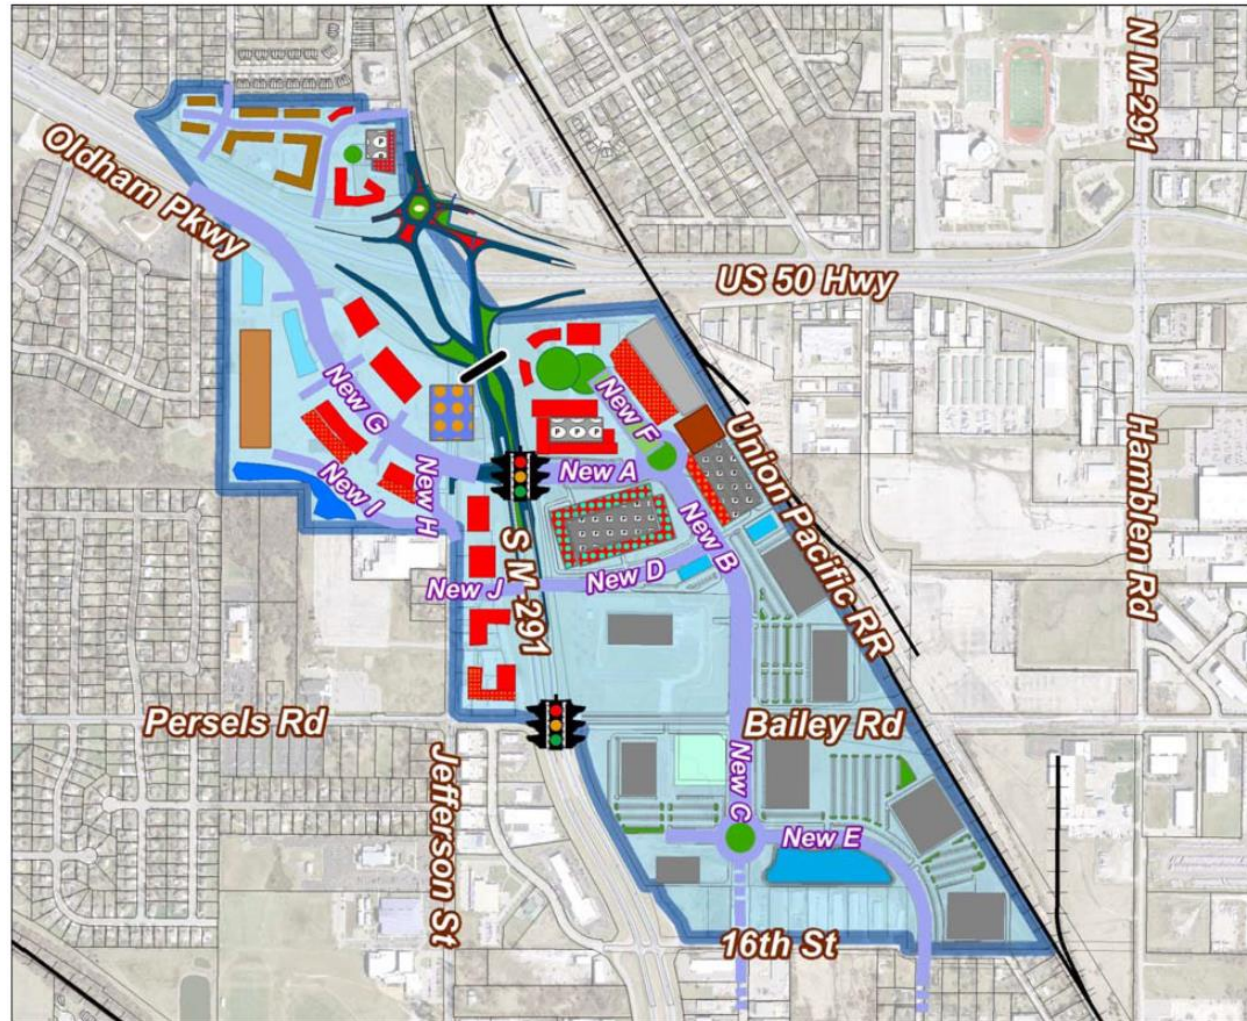 N M-291
Oldham Pkwy
US 50 Hwy
New G
New F
Union Pacific RR
Hamblen Rd
New A
New I
New H
New B
S M-291
New D
New J
Persels Rd
Bailey Rd
Jefferson St
New C
New E
16th St
P
P
P P P